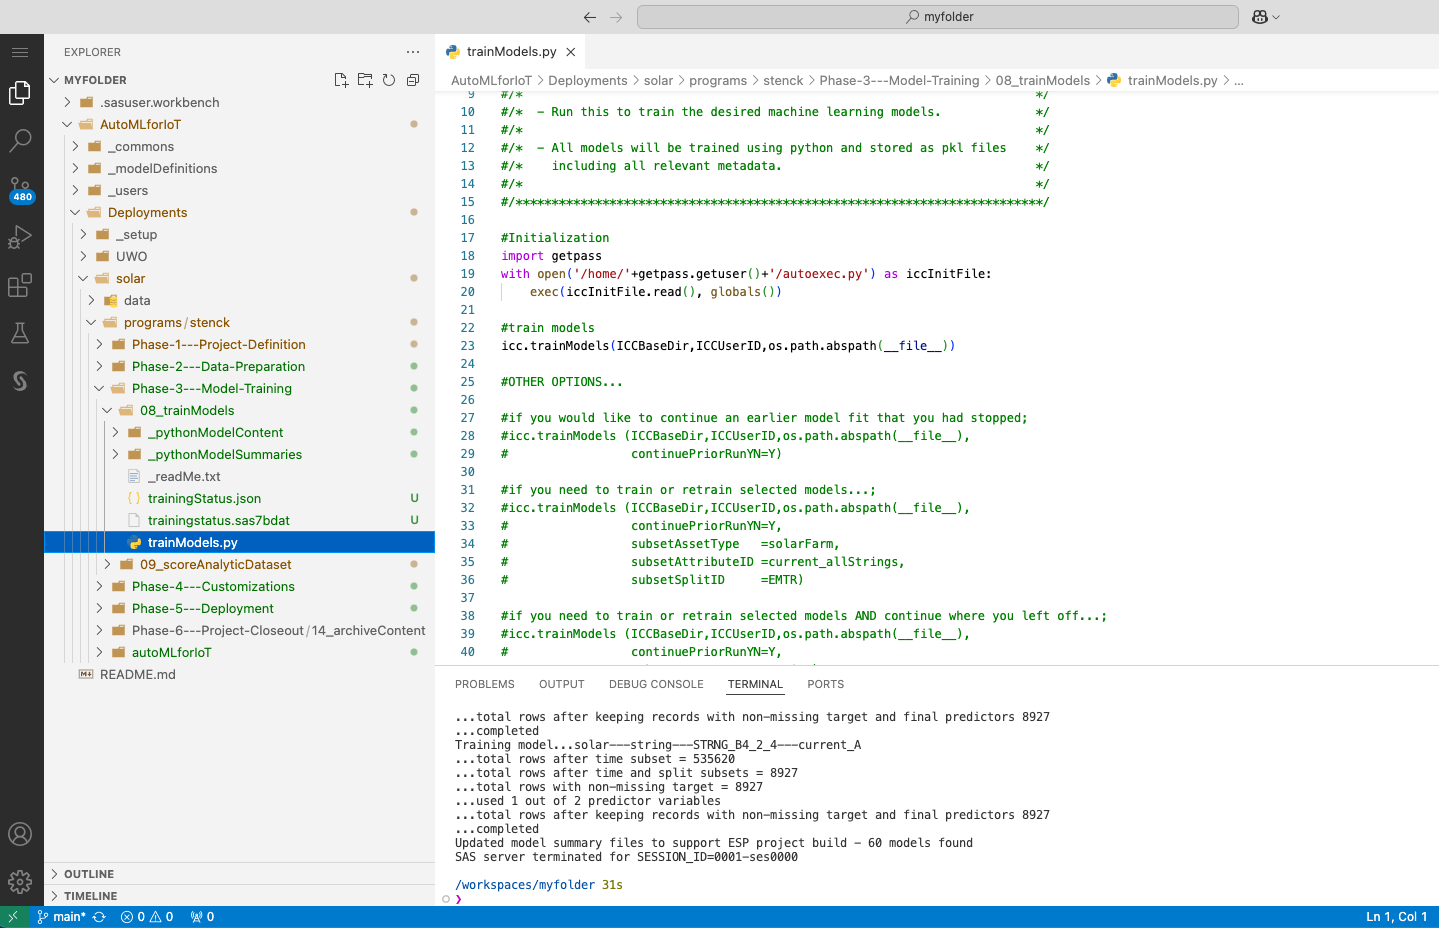 myfolder
EXPLORER
MYFOLDER
.sasuser.workbench
AutoMLforIoT
_commons
_modelDefinitions
_users
Deployments
_setup
UWO
solar
data
programs/stenck
Phase-1---Project-Definition
Phase-2---Data-Preparation
Phase-3---Model-Training
08_trainModels
_pythonModelContent
_pythonModelSummaries
_readMe.txt
trainingStatus.json U
trainingstatus.sas7bdat U
trainModels.py
09_scoreAnalyticDataset
Phase-4---Customizations
Phase-5---Deployment
Phase-6---Project-Closeout/14_archiveContent
autoMLforIoT
README.md
OUTLINE
TIMELINE
480
trainModels.py
AutoMLforIoT > Deployments > solar > programs > stenck > Phase-3---Model-Training > 08_trainModels > trainModels.py > ...
9 #/* */
10 #/* - Run this to train the desired machine learning models. */
11 #/* */
12 #/* - All models will be trained using python and stored as pkl files */
13 #/* including all relevant metadata. */
14 #/* */
15 #/*************************************************************************/
16
17 #Initialization
18 import getpass
19 with open('/home/'+getpass.getuser()+'/autoexec.py') as iccInitFile:
20 exec(iccInitFile.read(), globals())
21
22 #train models
23 icc.trainModels(ICCBaseDir,ICCUserID,os.path.abspath(__file__))
24
25 #OTHER OPTIONS...
26
27 #if you would like to continue an earlier model fit that you had stopped;
28 #icc.trainModels (ICCBaseDir,ICCUserID,os.path.abspath(__file__),
29 # continuePriorRunYN=Y)
30
31 #if you need to train or retrain selected models...;
32 #icc.trainModels (ICCBaseDir,ICCUserID,os.path.abspath(__file__),
33 # continuePriorRunYN=Y,
34 # subsetAssetType =solarFarm,
35 # subsetAttributeID =current_allStrings,
36 # subsetSplitID =EMTR)
37
38 #if you need to train or retrain selected models AND continue where you left off...;
39 #icc.trainModels (ICCBaseDir,ICCUserID,os.path.abspath(__file__),
40 # continuePriorRunYN=Y,
PROBLEMS OUTPUT DEBUG CONSOLE TERMINAL PORTS
...total rows after keeping records with non-missing target and final predictors 8927
...completed
Training model...solar---string---STRNG_B4_2_4---current_A
...total rows after time subset = 535620
...total rows after time and split subsets = 8927
...total rows with non-missing target = 8927
...used 1 out of 2 predictor variables
...total rows after keeping records with non-missing target and final predictors 8927
...completed
Updated model summary files to support ESP project build - 60 models found
SAS server terminated for SESSION_ID=0001-ses0000
/workspaces/myfolder 31s
❯
main* 0 0 0 Ln 1, Col 1